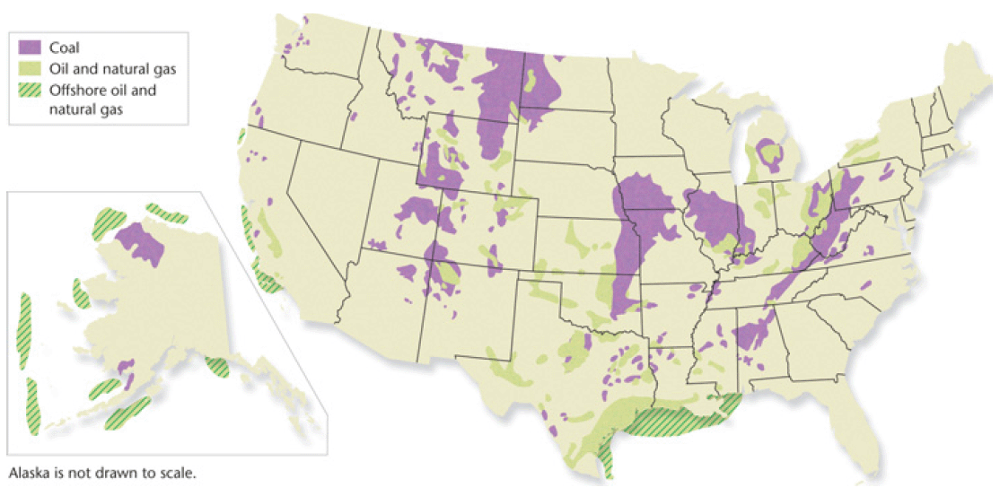 Coal
Oil and natural gas
Offshore oil and
natural gas
Alaska is not drawn to scale.